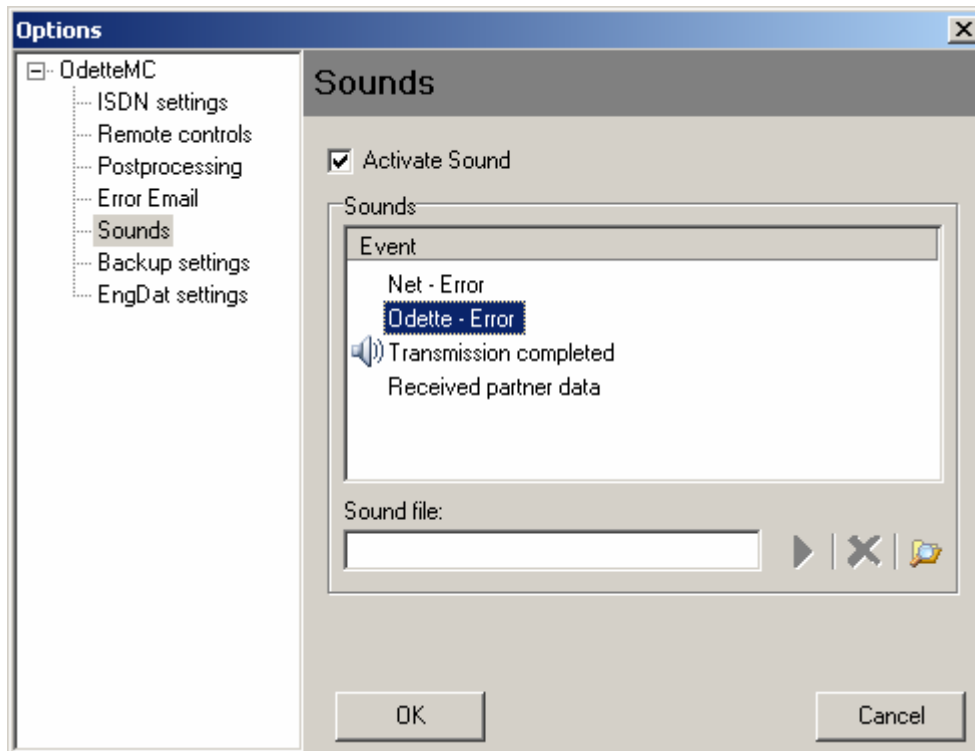 Options
OdetteMC
ISDN settings
Remote controls
Postprocessing
Error Email
Sounds
Backup settings
EngDat settings
Sounds
Activate Sound
Sounds
Event
Net - Error
Odette - Error
Transmission completed
Received partner data
Sound file:
OK
Cancel